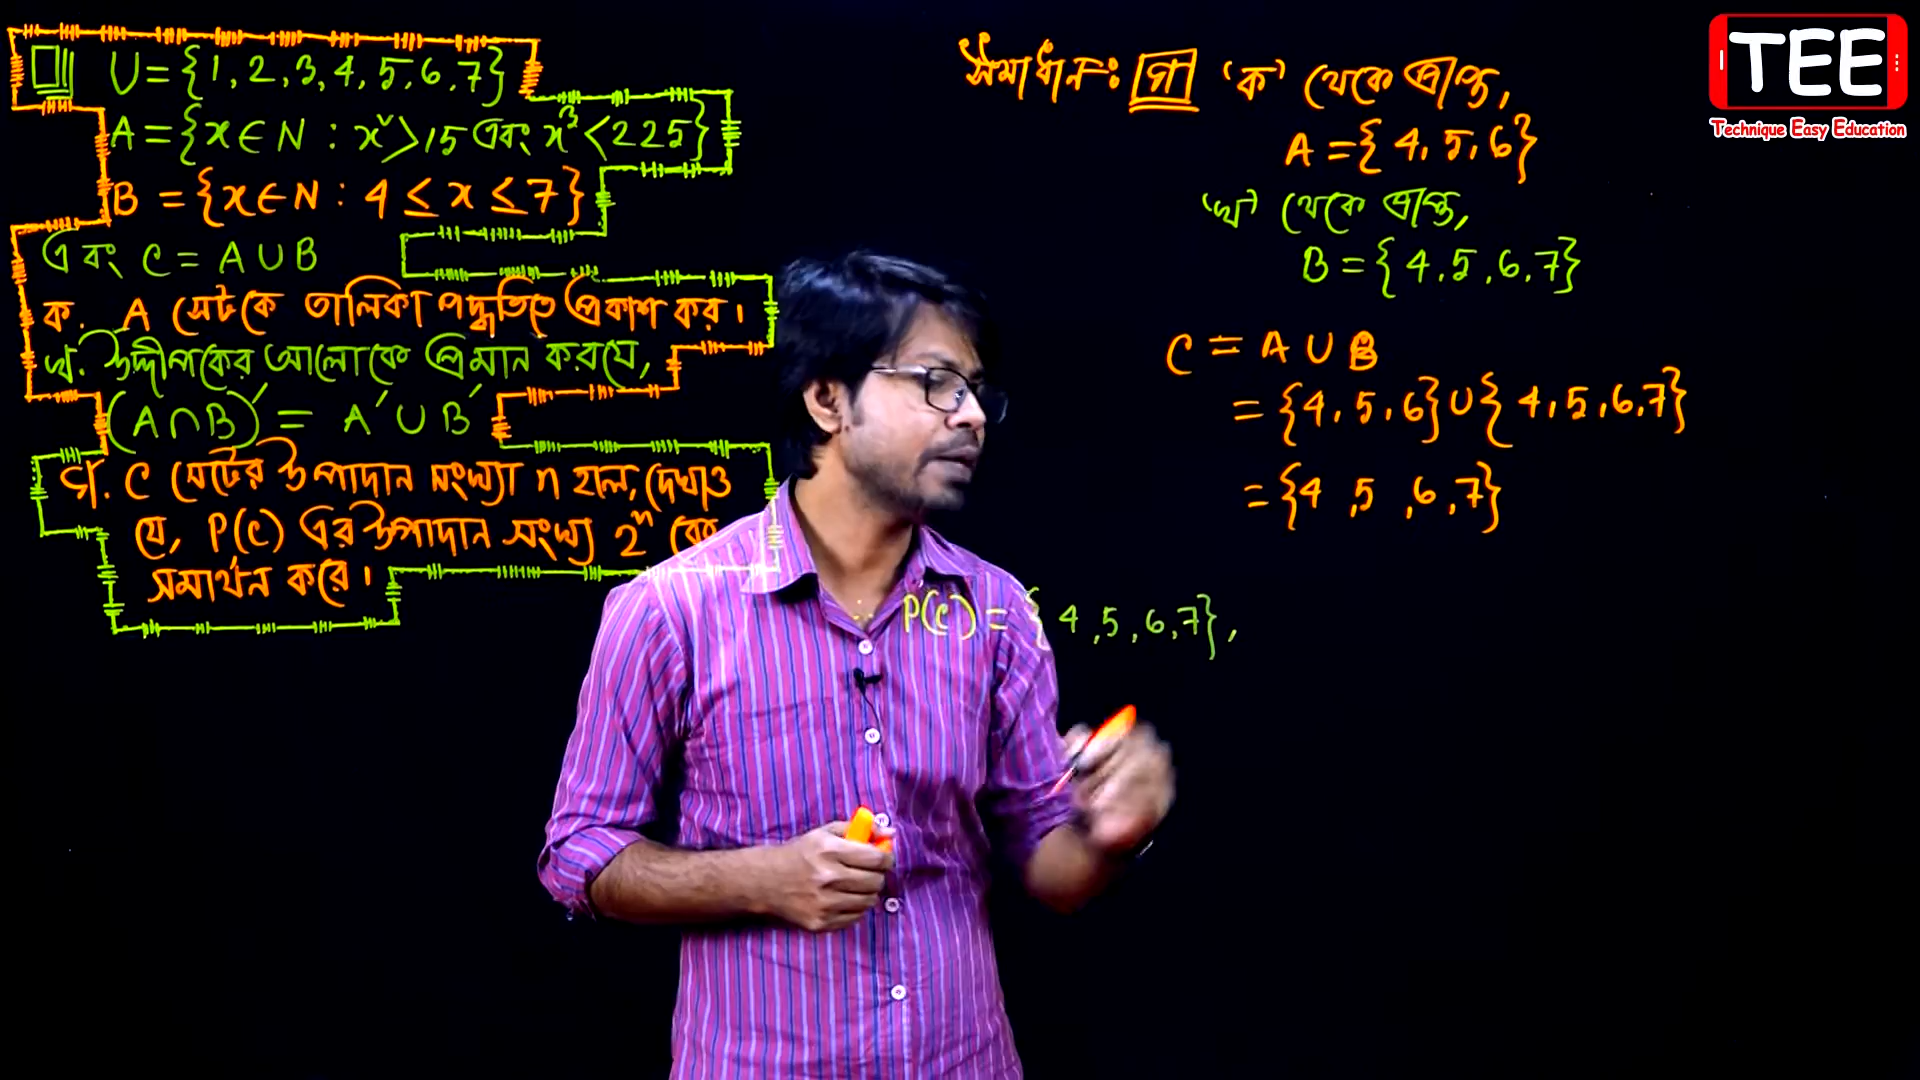 U = {1, 2, 3, 4, 5, 6, 7}
A = {x ∈ N : x² > 15 এবং x³ < 225}
B = {x ∈ N : 4 ≤ x ≤ 7}
এবং C = A ∪ B
ক. A সেটকে তালিকা পদ্ধতিতে প্রকাশ কর।
খ. উদ্দীপকের আলোকে প্রমান কর যে,
(A ∩ B)′ = A′ ∪ B′
গ. C সেটের উপাদান সংখ্যা n হলে, দেখাও
যে, P(C) এর উপাদান সংখ্য 2ⁿ কে
সমর্থন করে।
সমাধান: গ 'ক' থেকে প্রাপ্ত,
A = {4, 5, 6}
'খ' থেকে প্রাপ্ত,
B = {4, 5, 6, 7}
C = A ∪ B
= {4, 5, 6} ∪ {4, 5, 6, 7}
= {4, 5, 6, 7}
P(C) = {4, 5, 6, 7},
TEE
Technique Easy Education